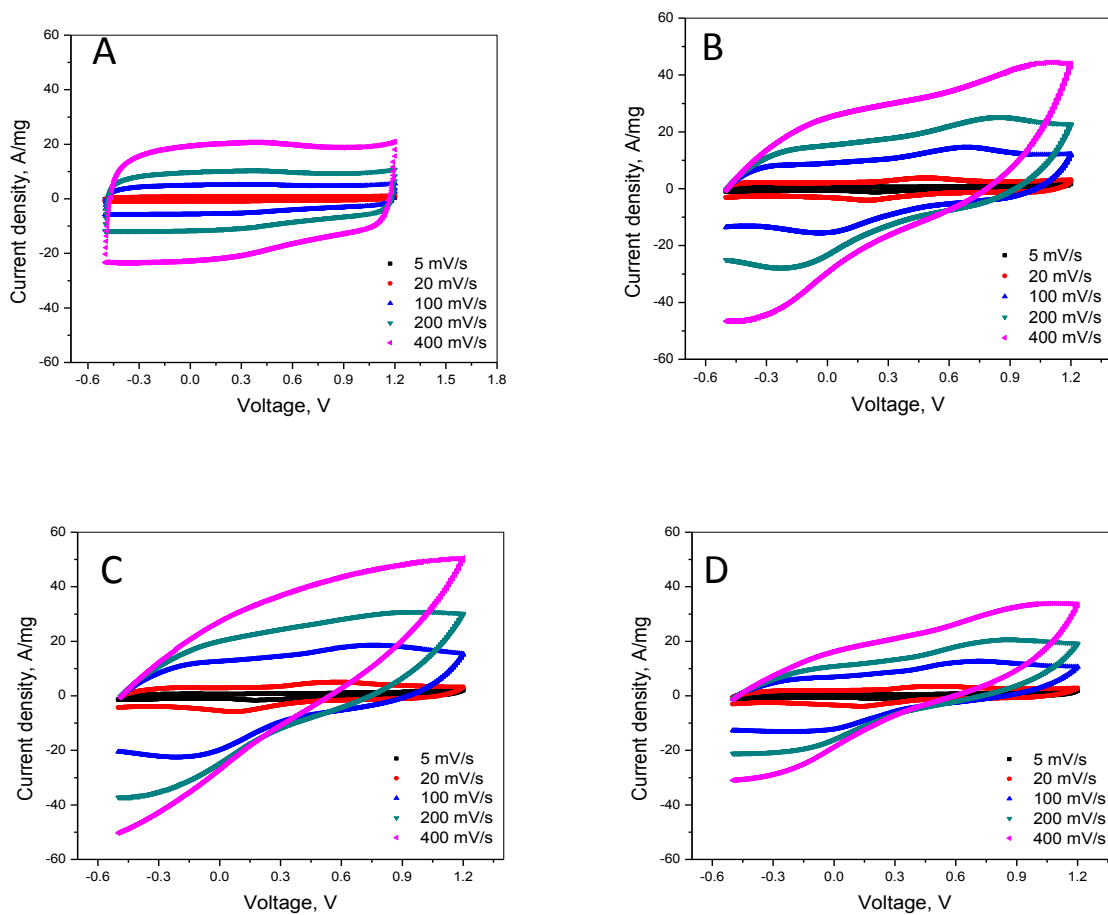 A
Current density, A/mg
60
40
20
0
-20
-40
-60
-0.6 -0.3 0.0 0.3 0.6 0.9 1.2 1.5 1.8
Voltage, V
5 mV/s
20 mV/s
100 mV/s
200 mV/s
400 mV/s
B
Current density, A/mg
60
40
20
0
-20
-40
-60
-0.6 -0.3 0.0 0.3 0.6 0.9 1.2
Voltage, V
5 mV/s
20 mV/s
100 mV/s
200 mV/s
400 mV/s
C
Current density, A/mg
60
40
20
0
-20
-40
-60
-0.6 -0.3 0.0 0.3 0.6 0.9 1.2
Voltage, V
5 mV/s
20 mV/s
100 mV/s
200 mV/s
400 mV/s
D
Current density, A/mg
60
40
20
0
-20
-40
-60
-0.6 -0.3 0.0 0.3 0.6 0.9 1.2
Voltage, V
5 mV/s
20 mV/s
100 mV/s
200 mV/s
400 mV/s